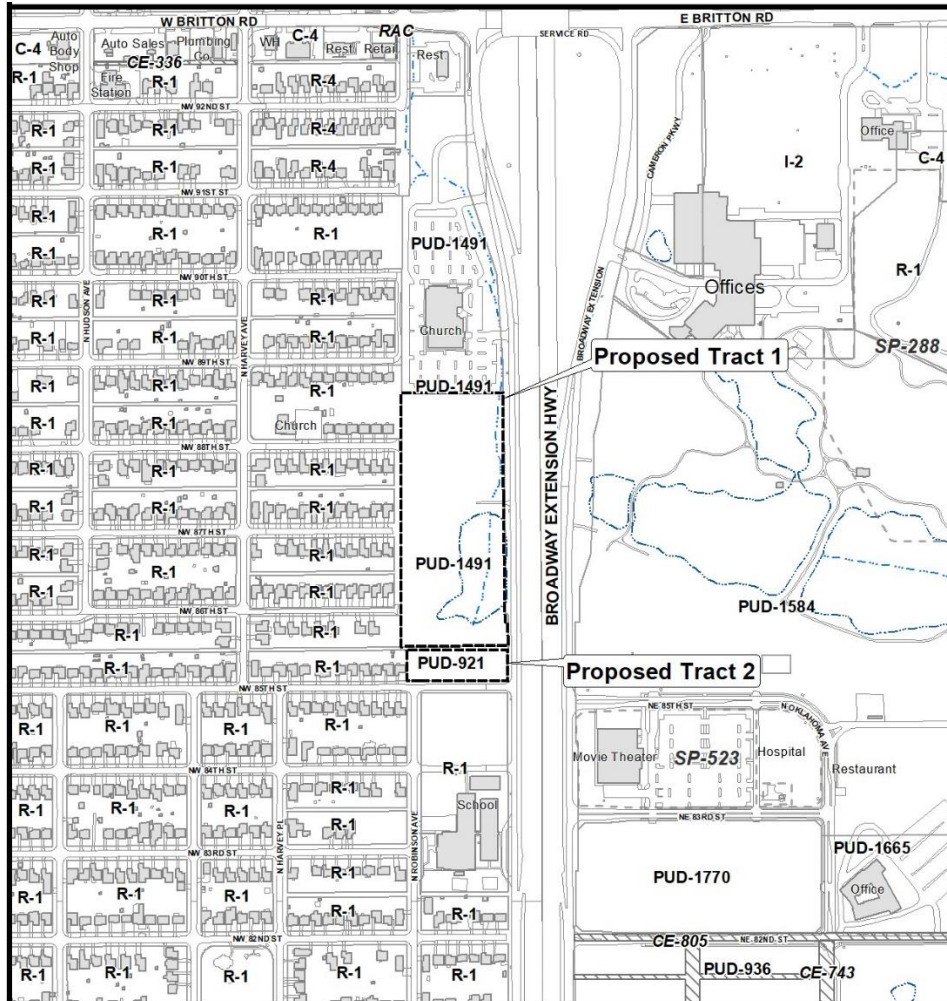 W BRITTON RD
E BRITTON RD
SERVICE RD
C-4
Auto
Body
Shop
Auto Sales
Plumbing
Co
WH
C-4
Rest
Retail
RAC
Rest
CE-336
Fire
Station
R-1
R-1
R-4
NW 92ND ST
R-1
R-1
R-4
R-1
R-1
R-4
NW 91ST ST
CAMERON PKWY
I-2
Office
C-4
R-1
R-1
R-1
R-1
PUD-1491
NW 90TH ST
N HUDSON AVE
N HARVEY AVE
R-1
R-1
R-1
R-1
R-1
R-1
NW 89TH ST
Church
Offices
R-1
BROADWAY EXTENSION
SP-288
Proposed Tract 1
R-1
R-1
R-1
PUD-1491
R-1
R-1
Church
NW 88TH ST
R-1
R-1
R-1
R-1
R-1
R-1
NW 87TH ST
R-1
R-1
R-1
R-1
R-1
PUD-1491
NW 86TH ST
BROADWAY EXTENSION HWY
PUD-1584
R-1
R-1
R-1
R-1
PUD-921
Proposed Tract 2
NW 85TH ST
NE 85TH ST
N OKLAHOMA AVE
R-1
R-1
R-1
R-1
R-1
Movie Theater
SP-523
Hospital
Restaurant
NW 84TH ST
R-1
R-1
R-1
R-1
R-1
School
N HARVEY PL
N ROBINSON AVE
NE 83RD ST
NW 83RD ST
R-1
R-1
R-1
R-1
R-1
R-1
PUD-1770
PUD-1665
Office
NW 82ND ST
CE-805
NE 82ND ST
R-1
R-1
R-1
R-1
R-1
PUD-936
CE-743